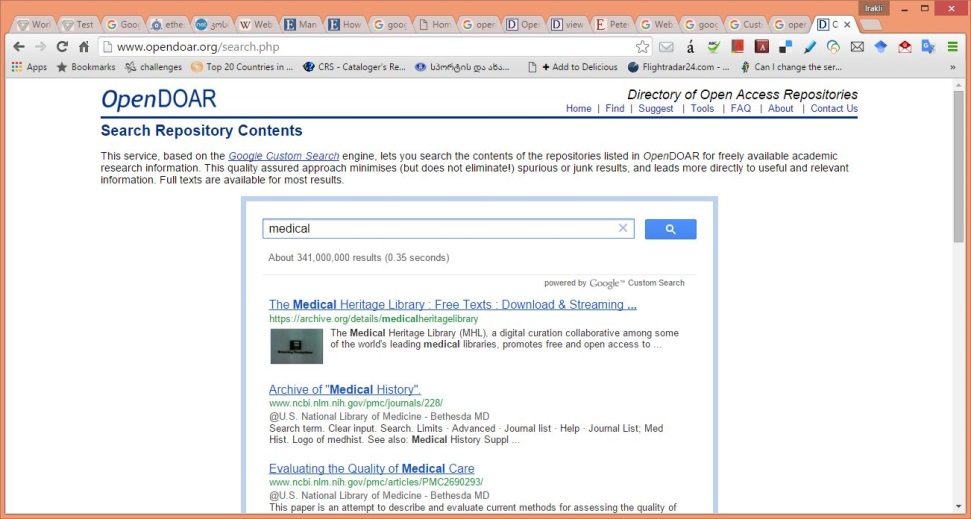 Irakli
Worl
Test
Goo
ethe
Web
Man
How
goo
Hom
oper
Ope
view
Pete
Web
goo
Cust
oper
www.opendoar.org/search.php
Apps Bookmarks challenges Top 20 Countries in ... CRS - Cataloger's Re... სპორტის და ახა... + Add to Delicious Flightradar24.com - ... Can I change the ser... »
OpenDOAR
Directory of Open Access Repositories
Home | Find | Suggest | Tools | FAQ | About | Contact Us
Search Repository Contents
This service, based on the Google Custom Search engine, lets you search the contents of the repositories listed in OpenDOAR for freely available academic
research information. This quality assured approach minimises (but does not eliminate!) spurious or junk results, and leads more directly to useful and relevant
information. Full texts are available for most results.
medical
About 341,000,000 results (0.35 seconds)
powered by Google™ Custom Search
The Medical Heritage Library : Free Texts : Download & Streaming ...
https://archive.org/details/medicalheritagelibrary
The Medical Heritage Library (MHL), a digital curation collaborative among some
of the world's leading medical libraries, promotes free and open access to ...
Archive of "Medical History".
www.ncbi.nlm.nih.gov/pmc/journals/228/
@U.S. National Library of Medicine - Bethesda MD
Search term. Clear input. Search. Limits · Advanced · Journal list · Help · Journal List; Med
Hist. Logo of medhist. See also: Medical History Suppl ...
Evaluating the Quality of Medical Care
www.ncbi.nlm.nih.gov/pmc/articles/PMC2690293/
@U.S. National Library of Medicine - Bethesda MD
This paper is an attempt to describe and evaluate current methods for assessing the quality of